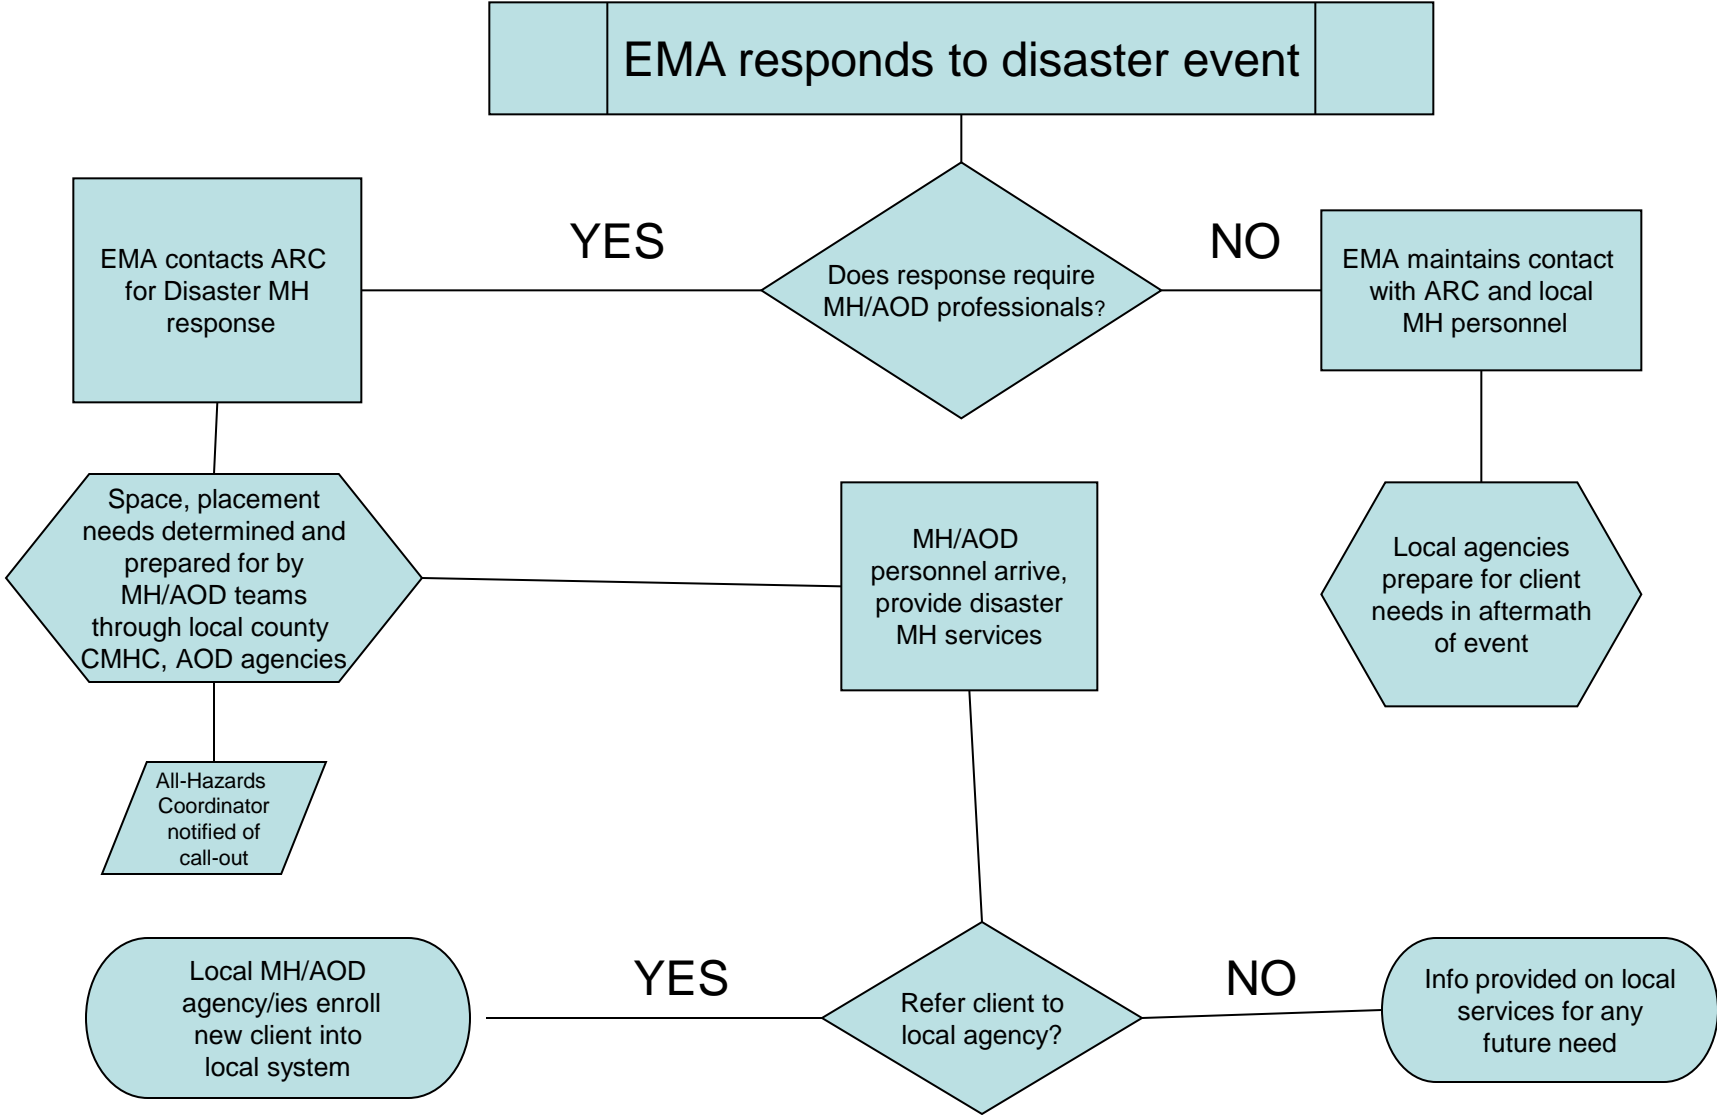 EMA responds to disaster event
YES
NO
EMA contacts ARC
for Disaster MH
response
Does response require
MH/AOD professionals?
EMA maintains contact
with ARC and local
MH personnel
Space, placement
needs determined and
prepared for by
MH/AOD teams
through local county
CMHC, AOD agencies
MH/AOD
personnel arrive,
provide disaster
MH services
Local agencies
prepare for client
needs in aftermath
of event
All-Hazards
Coordinator
notified of
call-out
YES
NO
Local MH/AOD
agency/ies enroll
new client into
local system
Refer client to
local agency?
Info provided on local
services for any
future need